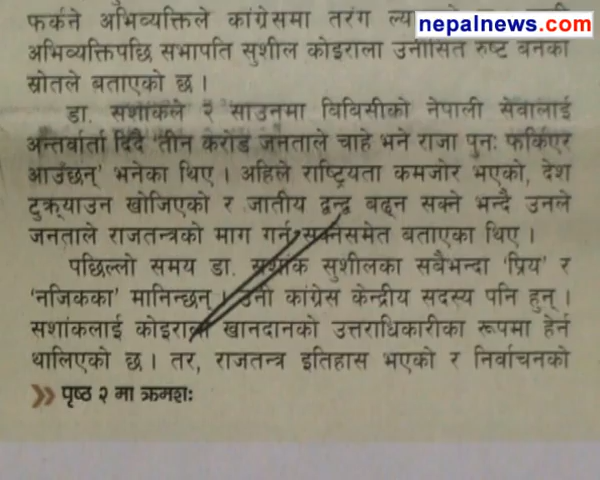 nepalnews.com
फर्कने अभिव्यक्तिले कांग्रेसमा तरंग
अभिव्यक्तिपछि सभापति सुशील कोइराला उनीसित रुष्ट बनेको
स्रोतले बताएको छ ।
डा. सशांकले २ साउनमा विविसीको नेपाली सेवालाई
अन्तर्वार्ता दिँदै 'तीन करोड जनताले चाहे भने राजा पुनः फर्किएर
आउँछन्' भनेका थिए । अहिले राष्ट्रियता कमजोर भएको, देश
टुक्र्याउन खोजिएको र जातीय द्वन्द्व बढ्न सक्ने भन्दै उनले
जनताले राजतन्त्रको माग गर्न सक्नेसमेत बताएका थिए ।
पछिल्लो समय डा. सशांक सुशीलका सबैभन्दा 'प्रिय' र
'नजिकका' मानिन्छन् । उनी कांग्रेस केन्द्रीय सदस्य पनि हुन् ।
सशांकलाई कोइराला खानदानको उत्तराधिकारीका रूपमा हेर्न
थालिएको छ । तर, राजतन्त्र इतिहास भएको र निर्वाचनको
पृष्ठ २ मा क्रमशः